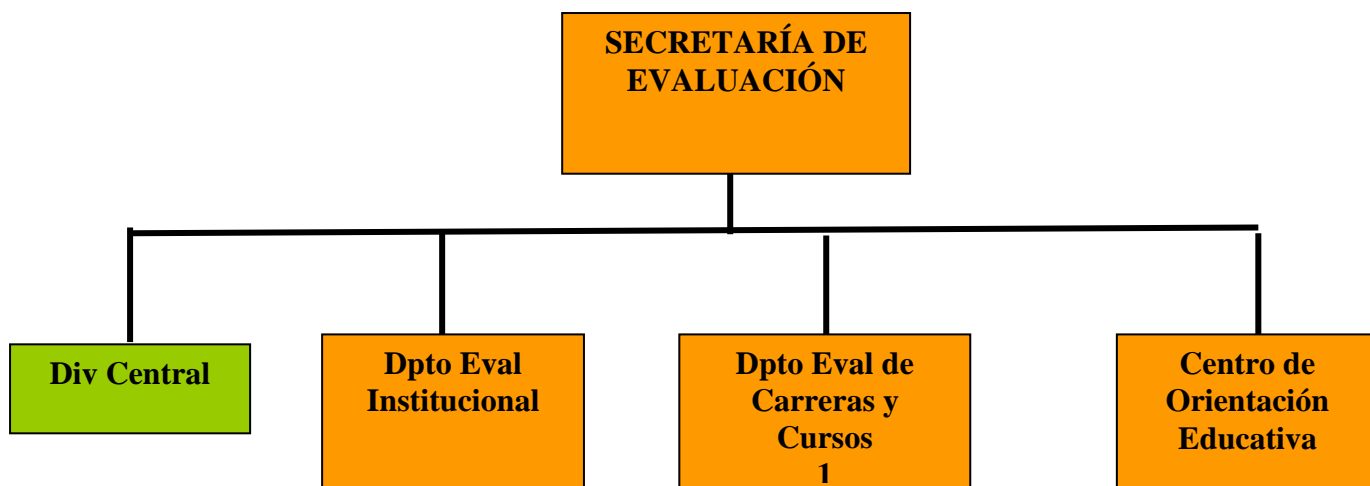 SECRETARÍA DE
EVALUACIÓN
Div Central
Dpto Eval
Institucional
Dpto Eval de
Carreras y
Cursos
1
Centro de
Orientación
Educativa